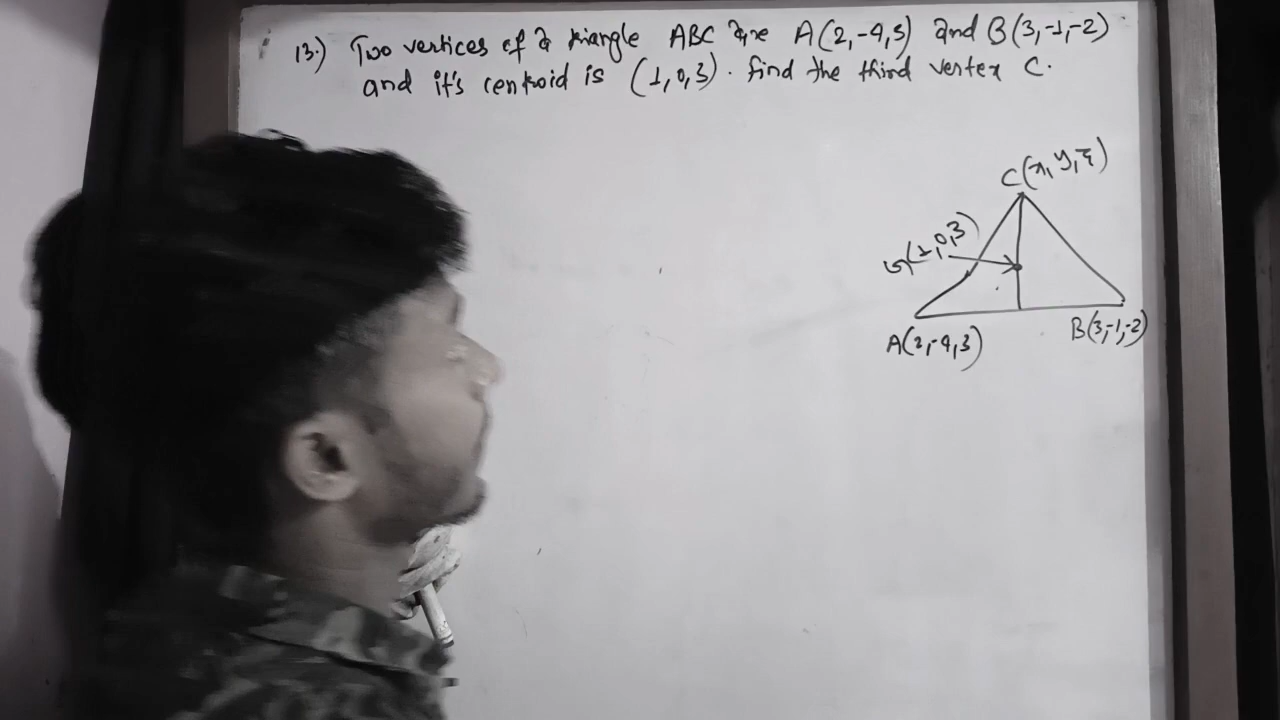 13.) Two vertices of a triangle ABC are A(2,-4,3) and B(3,-1,-2)
and it's centroid is (1,0,3). find the third vertex C.
C(x,y,z)
G(1,0,3)
A(2,-4,3)
B(3,-1,-2)